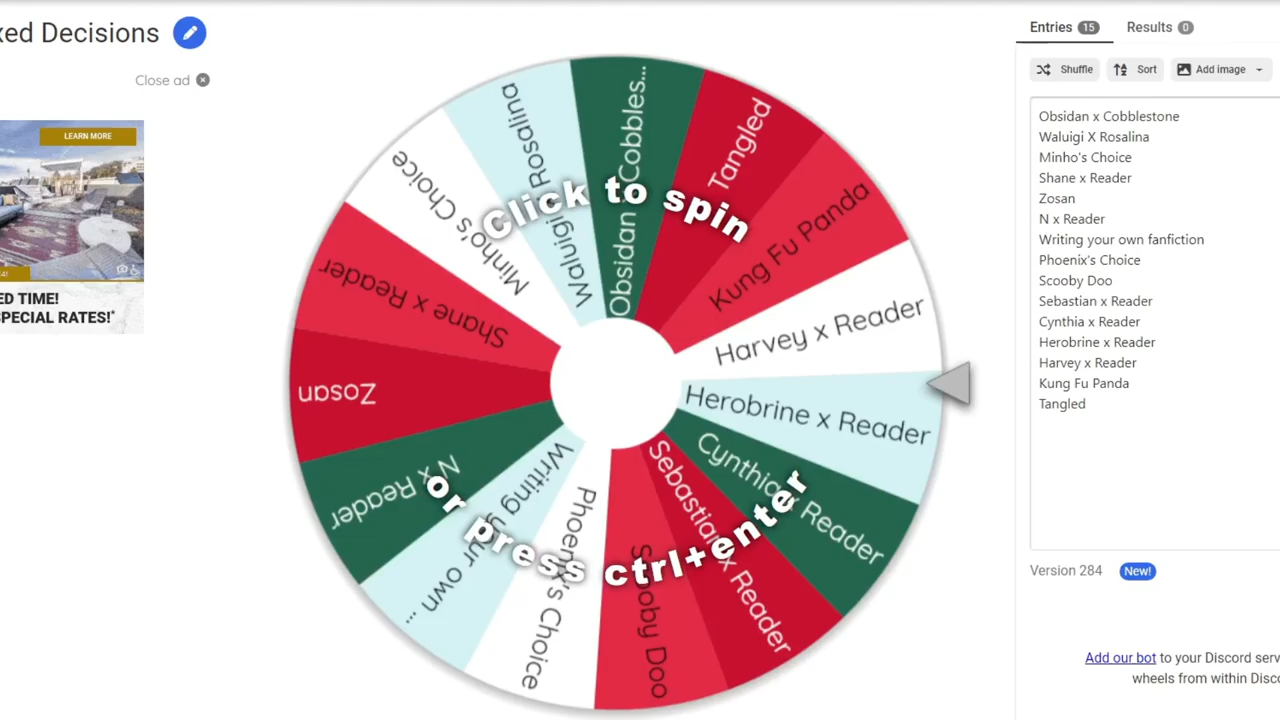 xed Decisions
Close ad
LEARN MORE
ED TIME!
SPECIAL RATES!*
Click to spin
or press ctrl+enter
Obsidan x Cobbles...
Tangled
Kung Fu Panda
Harvey x Reader
Herobrine x Reader
Cynthia x Reader
Sebastian x Reader
Scooby Doo
Phoenix's Choice
Writing your own ...
N x Reader
Zosan
Shane x Reader
Minho's Choice
Waluigi X Rosalina
Entries 15 Results 0
Shuffle Sort Add image
Obsidan x Cobblestone
Waluigi X Rosalina
Minho's Choice
Shane x Reader
Zosan
N x Reader
Writing your own fanfiction
Phoenix's Choice
Scooby Doo
Sebastian x Reader
Cynthia x Reader
Herobrine x Reader
Harvey x Reader
Kung Fu Panda
Tangled
Version 284 New!
Add our bot to your Discord serv
wheels from within Disc